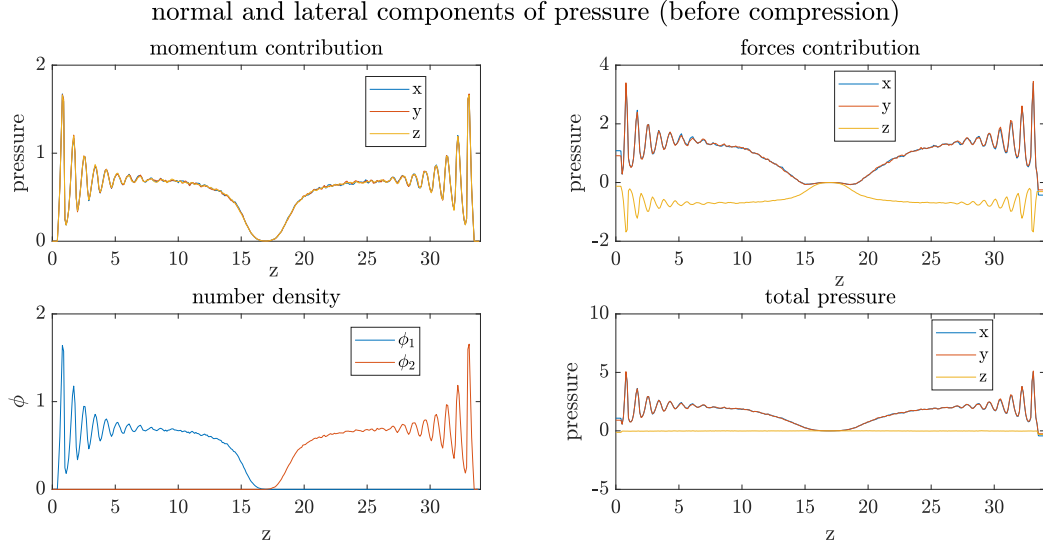 normal and lateral components of pressure (before compression)
momentum contribution
2
1
0
pressure
x
y
z
0 5 10 15 20 25 30
z
forces contribution
4
2
0
-2
pressure
x
y
z
0 5 10 15 20 25 30
z
number density
2
1
0
ϕ
ϕ₁
ϕ₂
0 5 10 15 20 25 30
z
total pressure
10
5
0
-5
pressure
x
y
z
0 5 10 15 20 25 30
z